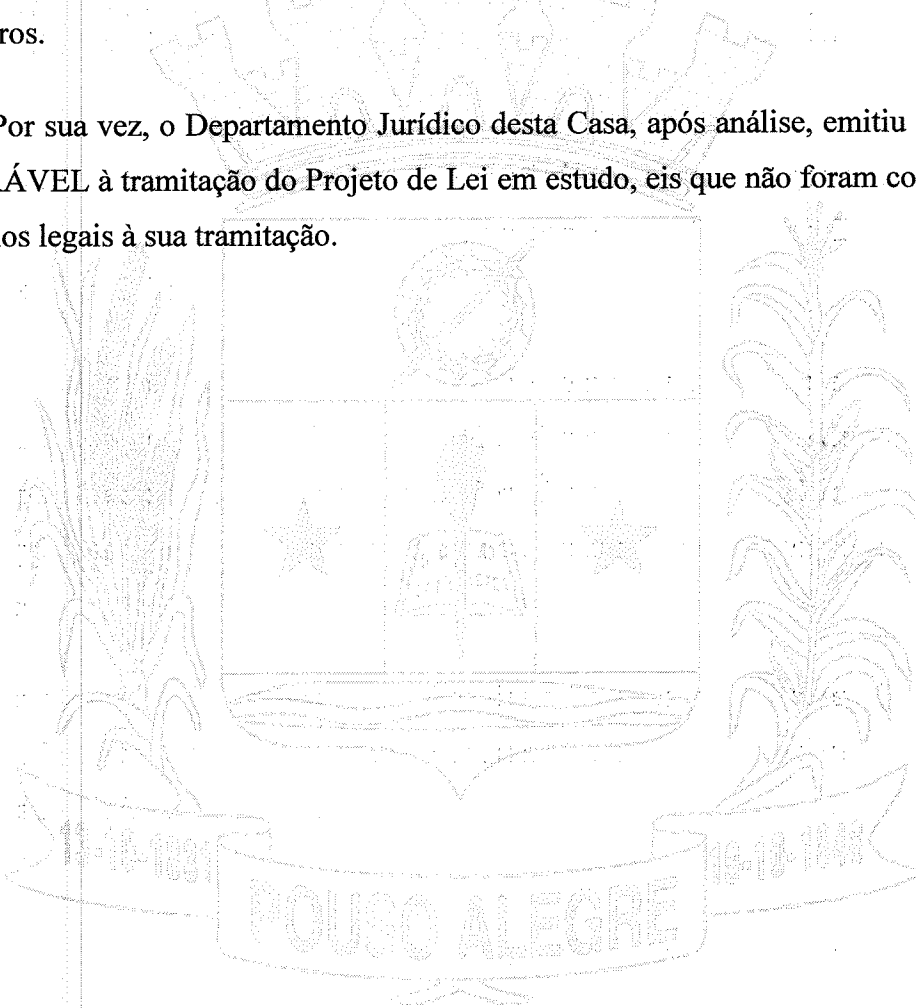 ros.
Por sua vez, o Departamento Jurídico desta Casa, após análise, emitiu
ÁVEL à tramitação do Projeto de Lei em estudo, eis que não foram co
os legais à sua tramitação.
POUSO ALEGRE